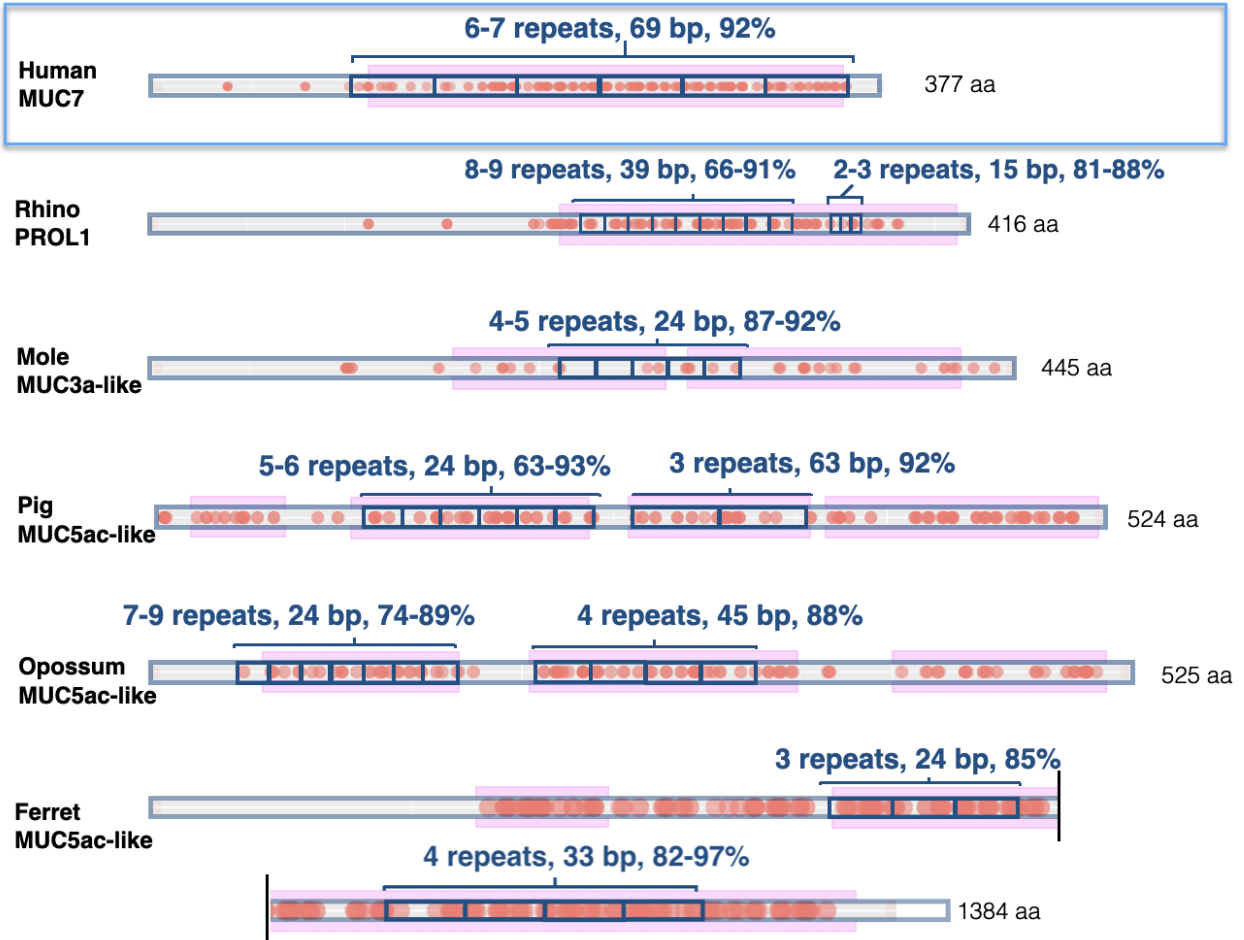 6-7 repeats, 69 bp, 92%
Human
MUC7
377 aa
8-9 repeats, 39 bp, 66-91%
2-3 repeats, 15 bp, 81-88%
Rhino
PROL1
416 aa
4-5 repeats, 24 bp, 87-92%
Mole
MUC3a-like
445 aa
5-6 repeats, 24 bp, 63-93%
3 repeats, 63 bp, 92%
Pig
MUC5ac-like
524 aa
7-9 repeats, 24 bp, 74-89%
4 repeats, 45 bp, 88%
Opossum
MUC5ac-like
525 aa
3 repeats, 24 bp, 85%
Ferret
MUC5ac-like
4 repeats, 33 bp, 82-97%
1384 aa